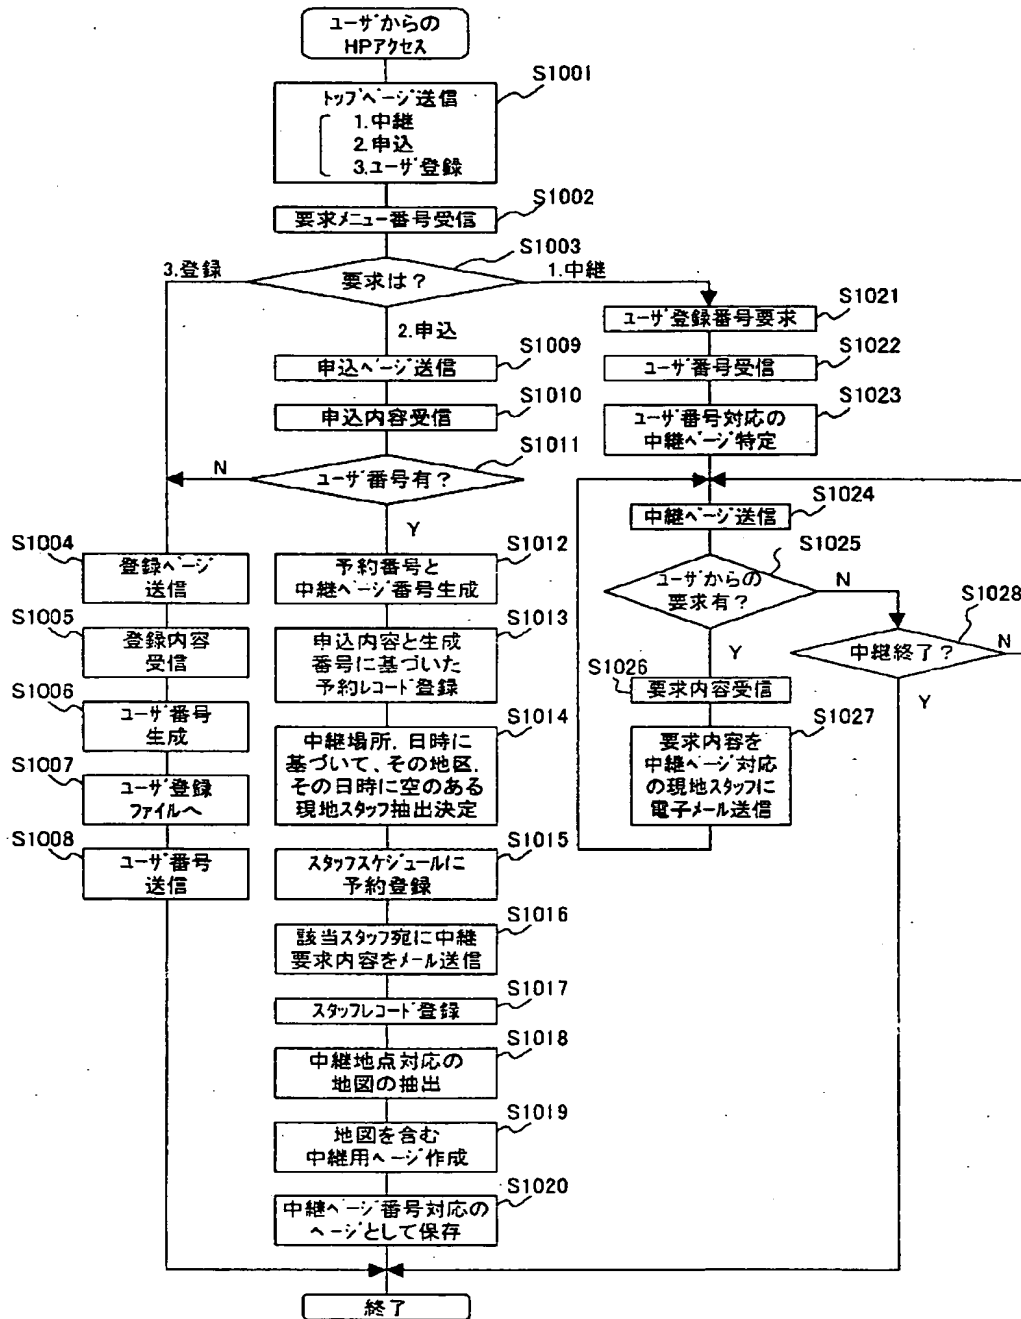 ユーザからの
HPアクセス
S1001
トップページ送信
1.中継
2.申込
3.ユーザ登録
S1002
要求メニュー番号受信
S1003
要求は？
3.登録
1.中継
2.申込
S1009
申込ページ送信
S1010
申込内容受信
S1011
ユーザ番号有？
N
Y
S1004
登録ページ
送信
S1005
登録内容
受信
S1006
ユーザ番号
生成
S1007
ユーザ登録
ファイルへ
S1008
ユーザ番号
送信
S1012
予約番号と
中継ページ番号生成
S1013
申込内容と生成
番号に基づいた
予約レコード登録
S1014
中継場所，日時に
基づいて、その地区，
その日時に空のある
現地スタッフ抽出決定
S1015
スタッフスケジュールに
予約登録
S1016
該当スタッフ宛に中継
要求内容をメール送信
S1017
スタッフレコード登録
S1018
中継地点対応の
地図の抽出
S1019
地図を含む
中継用ページ作成
S1020
中継ページ番号対応の
ページとして保存
S1021
ユーザ登録番号要求
S1022
ユーザ番号受信
S1023
ユーザ番号対応の
中継ページ特定
S1024
中継ページ送信
S1025
ユーザからの
要求有？
N
Y
S1026
要求内容受信
S1027
要求内容を
中継ページ対応
の現地スタッフに
電子メール送信
S1028
中継終了？
N
Y
終了